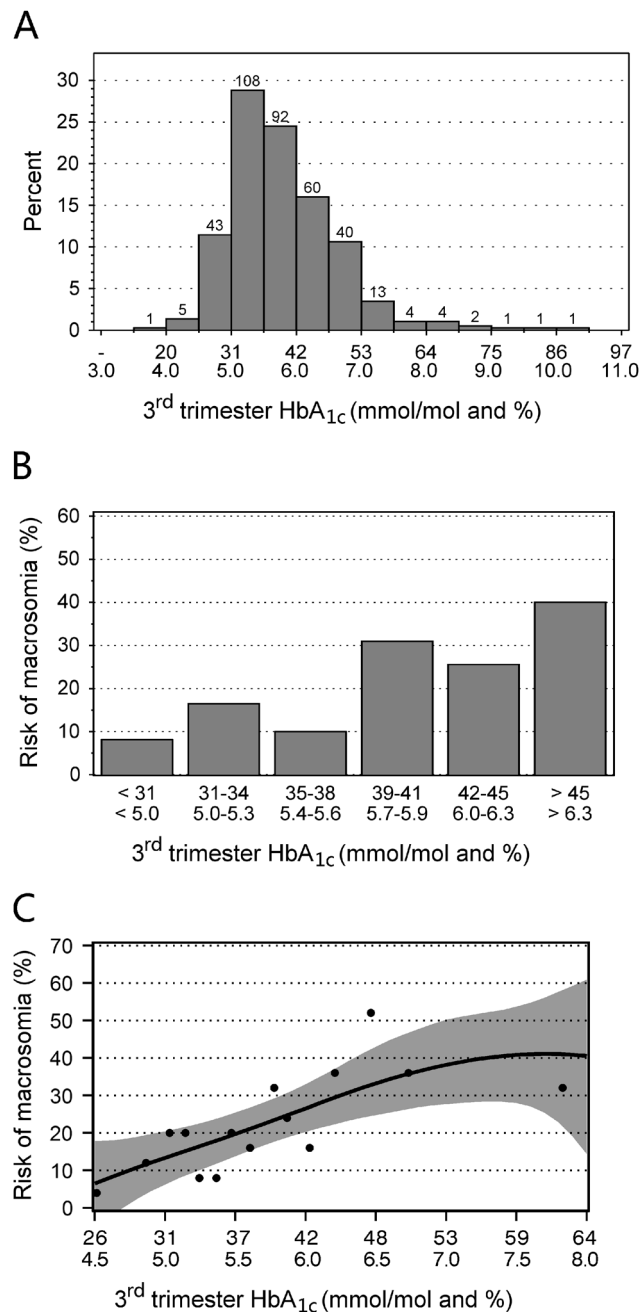 A
Percent
30
25
20
15
10
5
0
1 5 43 108 92 60 40 13 4 4 2 1 1 1
- 20 31 42 53 64 75 86 97
3.0 4.0 5.0 6.0 7.0 8.0 9.0 10.0 11.0
3rd trimester HbA1c (mmol/mol and %)
B
Risk of macrosomia (%)
60
50
40
30
20
10
0
< 31 31-34 35-38 39-41 42-45 > 45
< 5.0 5.0-5.3 5.4-5.6 5.7-5.9 6.0-6.3 > 6.3
3rd trimester HbA1c (mmol/mol and %)
C
Risk of macrosomia (%)
70
60
50
40
30
20
10
0
26 31 37 42 48 53 59 64
4.5 5.0 5.5 6.0 6.5 7.0 7.5 8.0
3rd trimester HbA1c (mmol/mol and %)